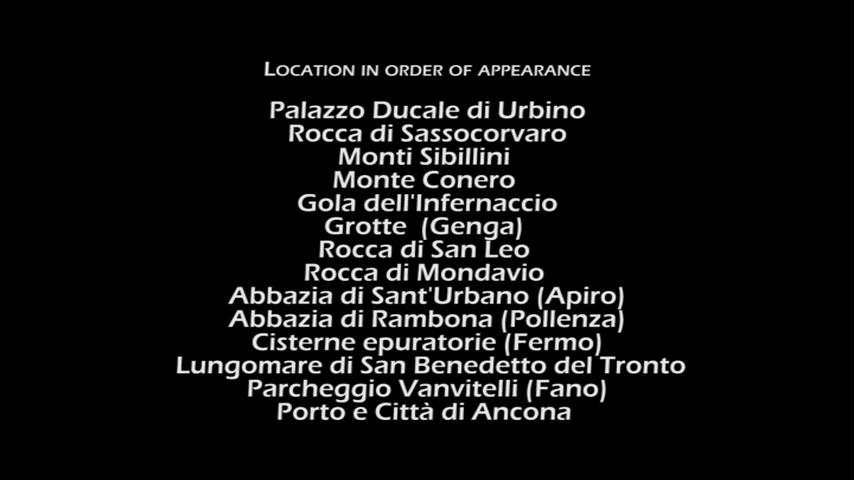 LOCATION IN ORDER OF APPEARANCE
Palazzo Ducale di Urbino
Rocca di Sassocorvaro
Monti Sibillini
Monte Conero
Gola dell'Infernaccio
Grotte (Genga)
Rocca di San Leo
Rocca di Mondavio
Abbazia di Sant'Urbano (Apiro)
Abbazia di Rambona (Pollenza)
Cisterne epuratorie (Fermo)
Lungomare di San Benedetto del Tronto
Parcheggio Vanvitelli (Fano)
Porto e Città di Ancona